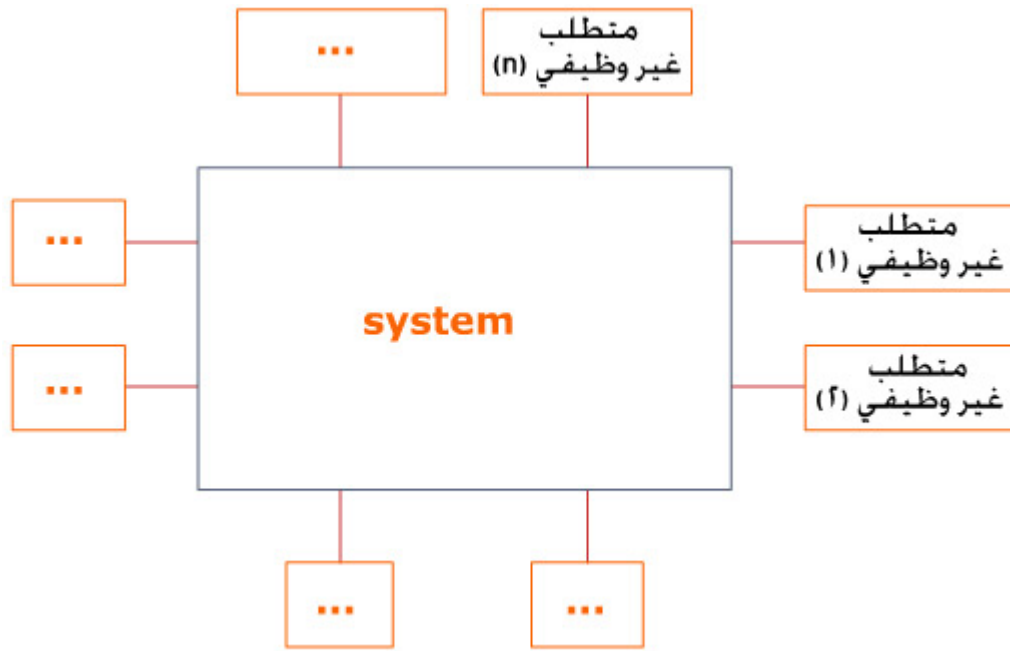 ...
متطلب
غير وظيفي (n)
...
متطلب
غير وظيفي (١)
system
...
متطلب
غير وظيفي (٢)
...
...